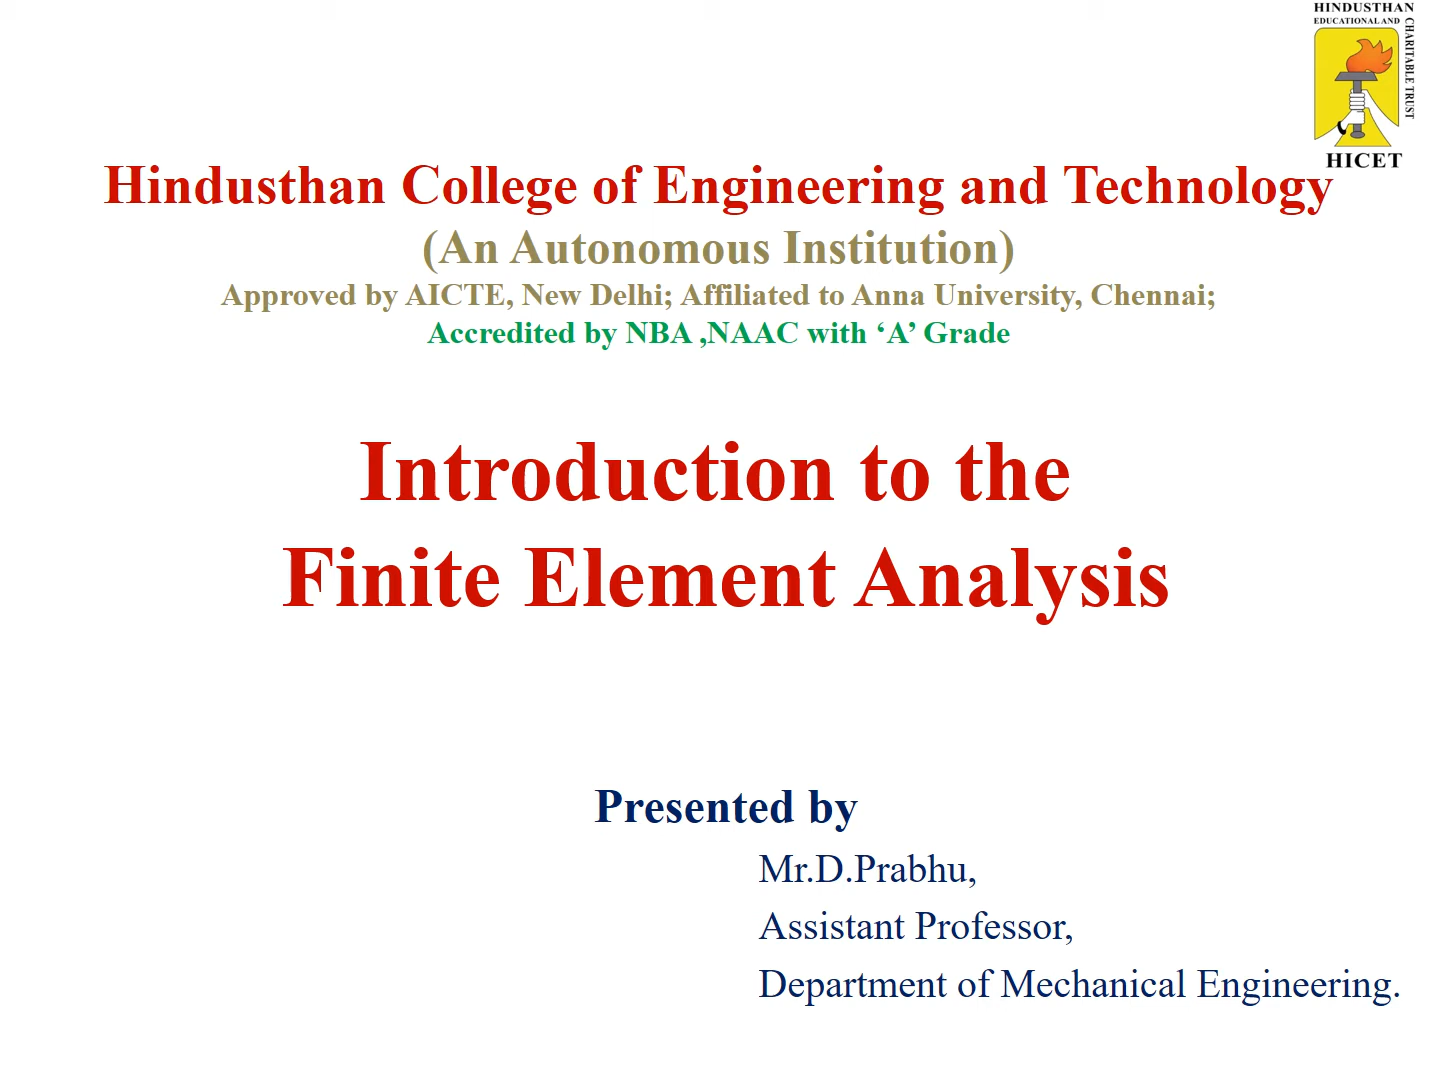 HINDUSTHAN
EDUCATIONAL AND
CHARITABLE TRUST
HICET
Hindusthan College of Engineering and Technology
(An Autonomous Institution)
Approved by AICTE, New Delhi; Affiliated to Anna University, Chennai;
Accredited by NBA ,NAAC with ‘A’ Grade
Introduction to the
Finite Element Analysis
Presented by
Mr.D.Prabhu,
Assistant Professor,
Department of Mechanical Engineering.